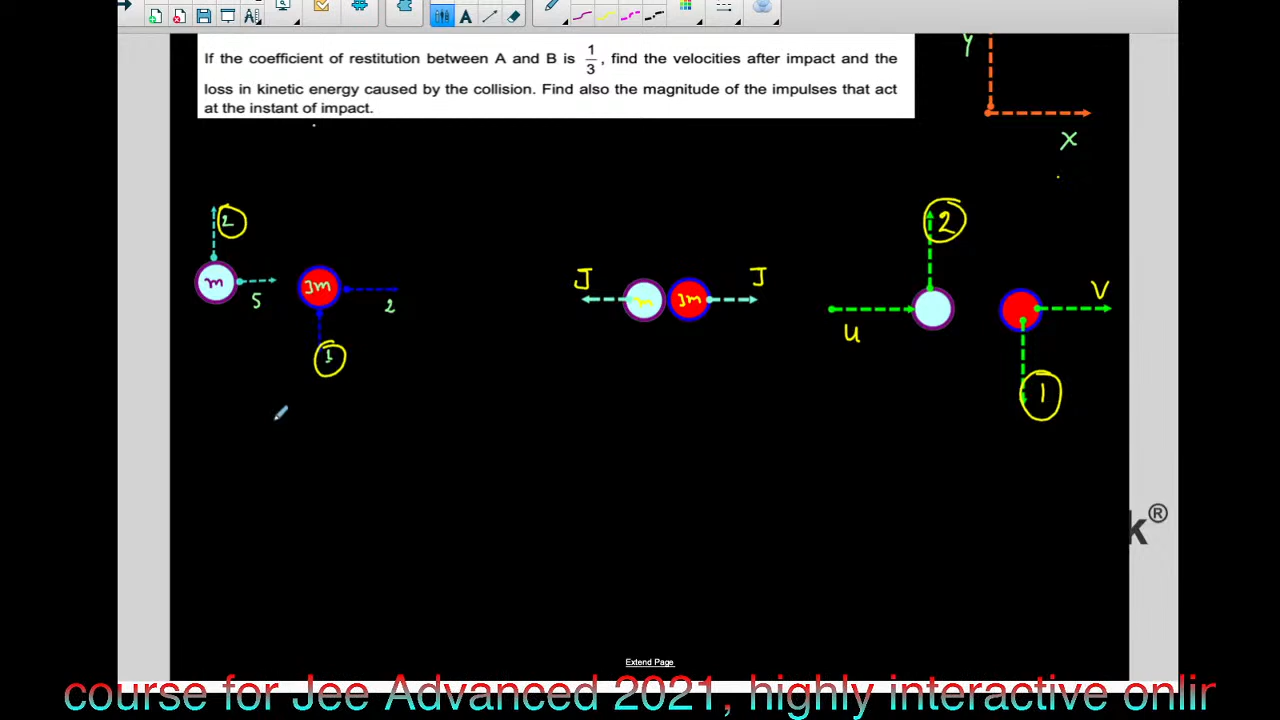 If the coefficient of restitution between A and B is 1/3, find the velocities after impact and the
loss in kinetic energy caused by the collision. Find also the magnitude of the impulses that act
at the instant of impact.
y
x
2
m
5
3m
2
1
J
J
m
3m
2
u
V
1
k®
Extend Page
course for Jee Advanced 2021, highly interactive onlin